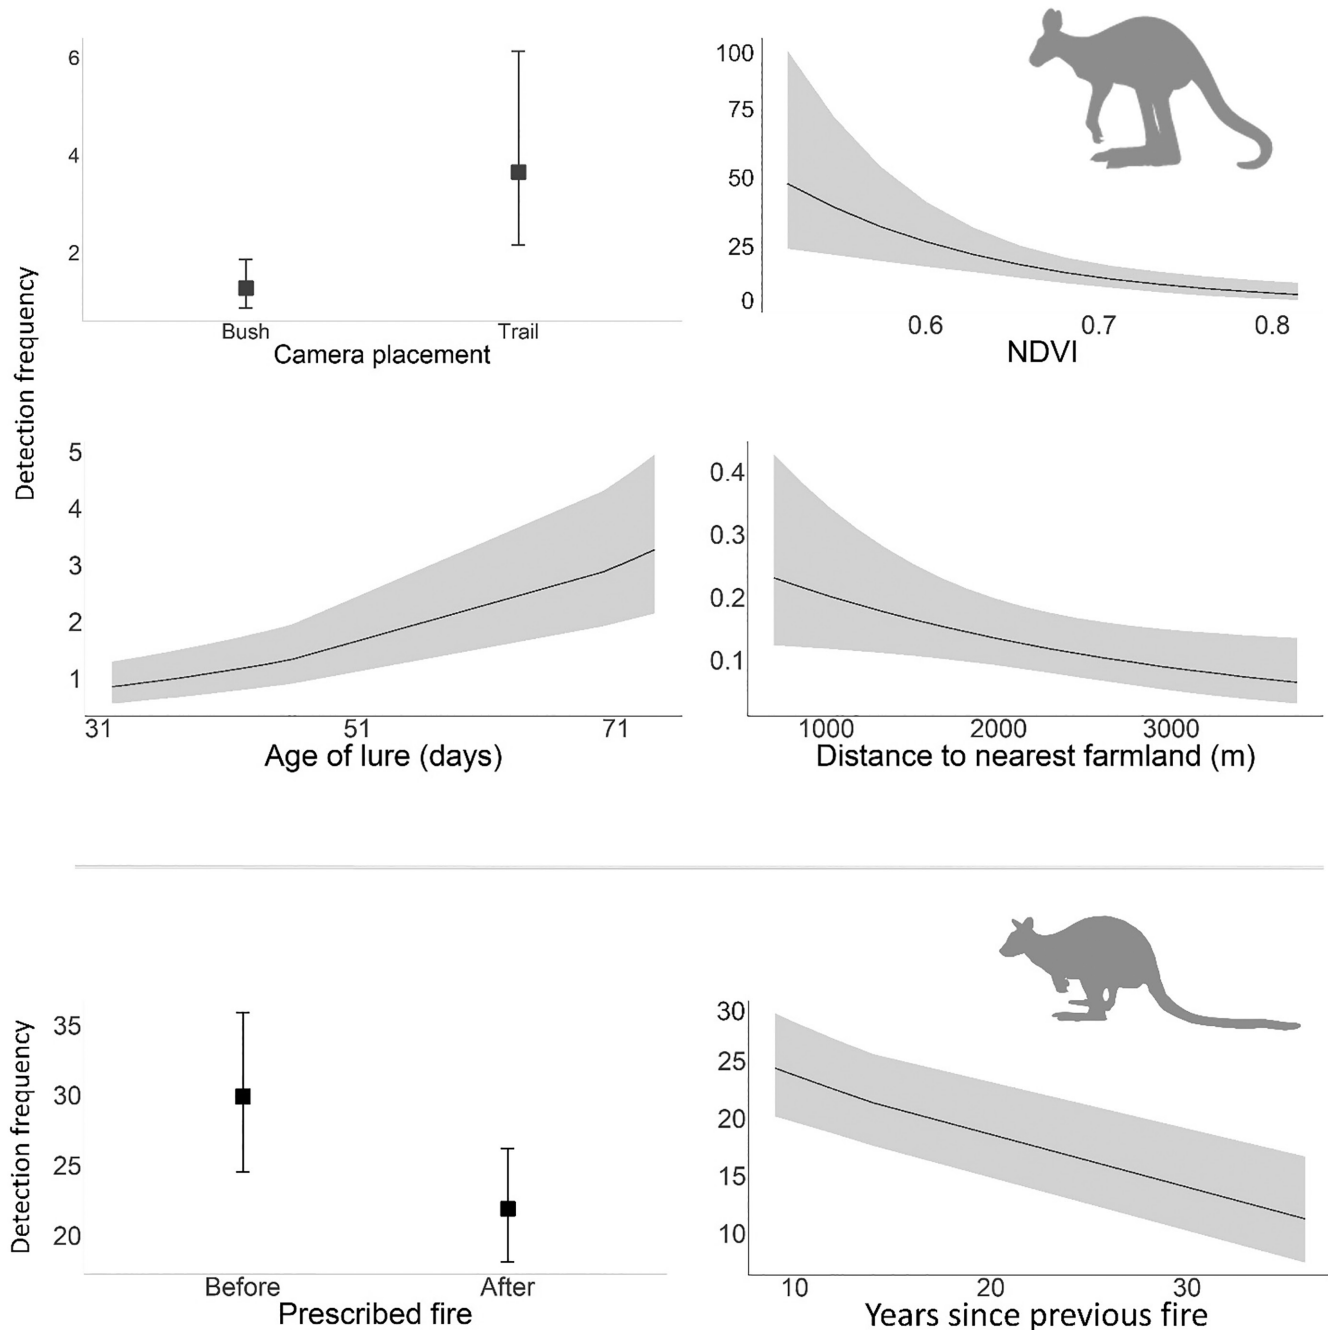 Detection frequency
6
4
2
Bush Trail
Camera placement
100
75
50
25
0
0.6 0.7 0.8
NDVI
5
4
3
2
1
31 51 71
Age of lure (days)
0.4
0.3
0.2
0.1
1000 2000 3000
Distance to nearest farmland (m)
Detection frequency
35
30
25
20
Before After
Prescribed fire
30
25
20
15
10
10 20 30
Years since previous fire